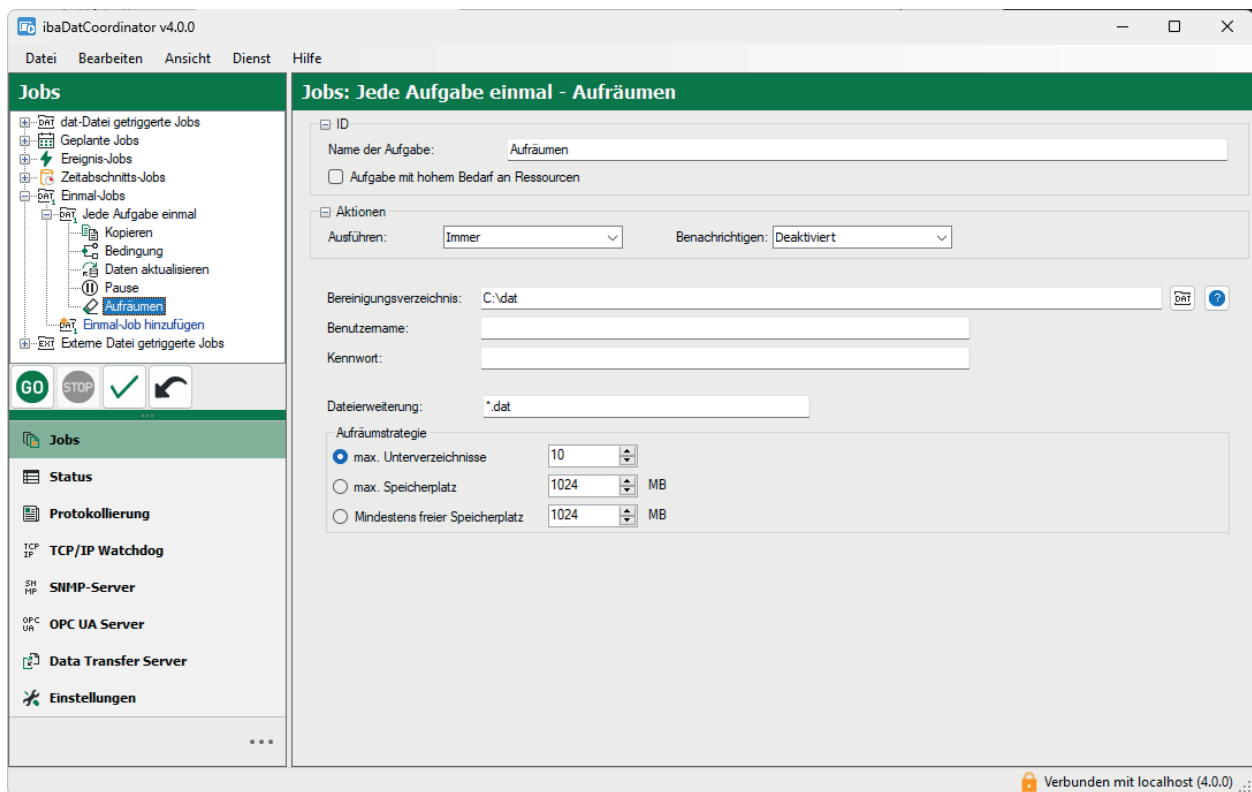 ibaDatCoordinator v4.0.0
Datei Bearbeiten Ansicht Dienst Hilfe
Jobs
dat-Datei getriggerte Jobs
Geplante Jobs
Ereignis-Jobs
Zeitabschnitts-Jobs
Einmal-Jobs
Jede Aufgabe einmal
Kopieren
Bedingung
Daten aktualisieren
Pause
Aufräumen
Einmal-Job hinzufügen
Externe Datei getriggerte Jobs
GO STOP
Jobs
Status
Protokollierung
TCP/IP Watchdog
SNMP-Server
OPC UA Server
Data Transfer Server
Einstellungen
Jobs: Jede Aufgabe einmal - Aufräumen
ID
Name der Aufgabe: Aufräumen
Aufgabe mit hohem Bedarf an Ressourcen
Aktionen
Ausführen: Immer Benachrichtigen: Deaktiviert
Bereinigungsverzeichnis: C:\dat DAT ?
Benutzername:
Kennwort:
Dateierweiterung: *.dat
Aufräumstrategie
max. Unterverzeichnisse 10
max. Speicherplatz 1024 MB
Mindestens freier Speicherplatz 1024 MB
Verbunden mit localhost (4.0.0)